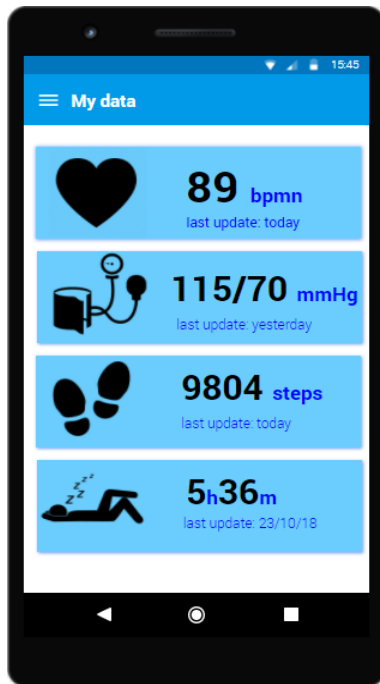 15:45
My data
89 bpmn
last update: today
115/70 mmHg
last update: yesterday
9804 steps
last update: today
z z z z z z
5h36m
last update: 23/10/18